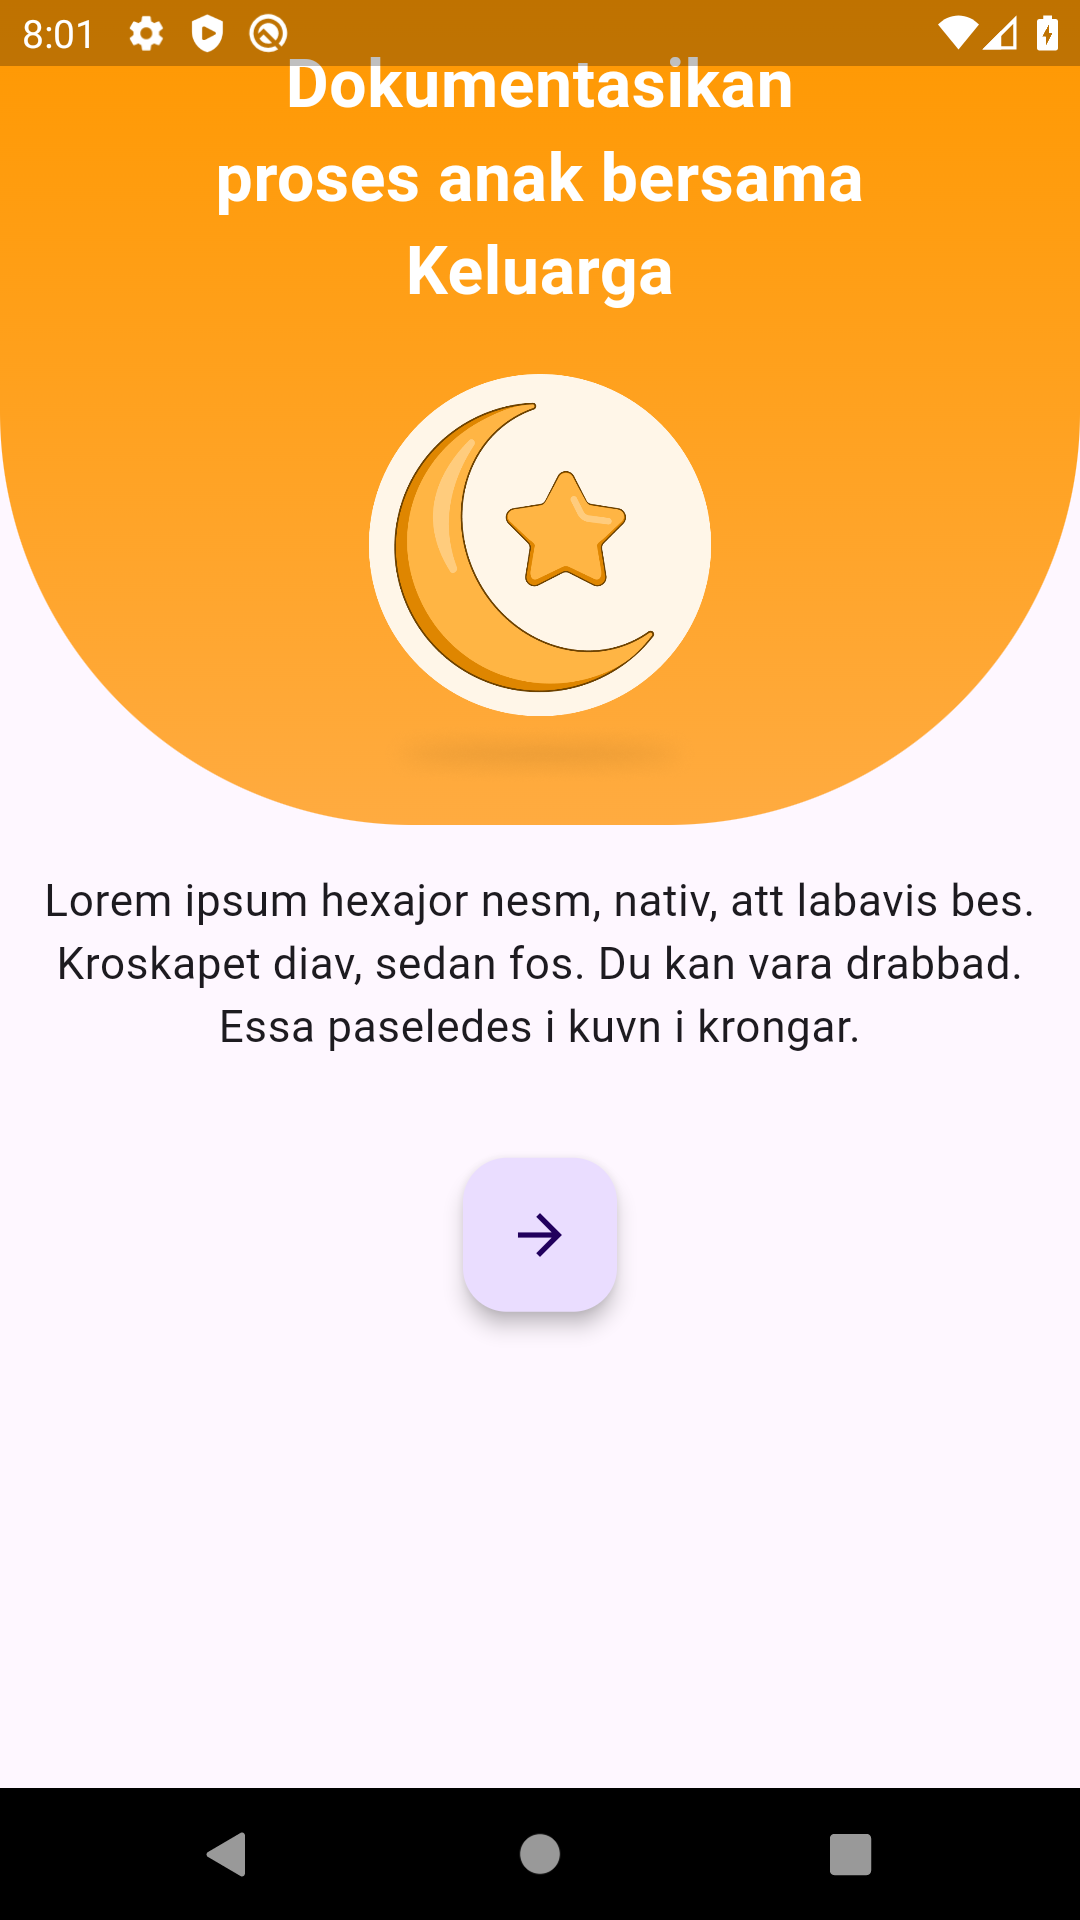 8:01
Dokumentasikan
proses anak bersama
Keluarga
Lorem ipsum hexajor nesm, nativ, att labavis bes.
Kroskapet diav, sedan fos. Du kan vara drabbad.
Essa paseledes i kuvn i krongar.